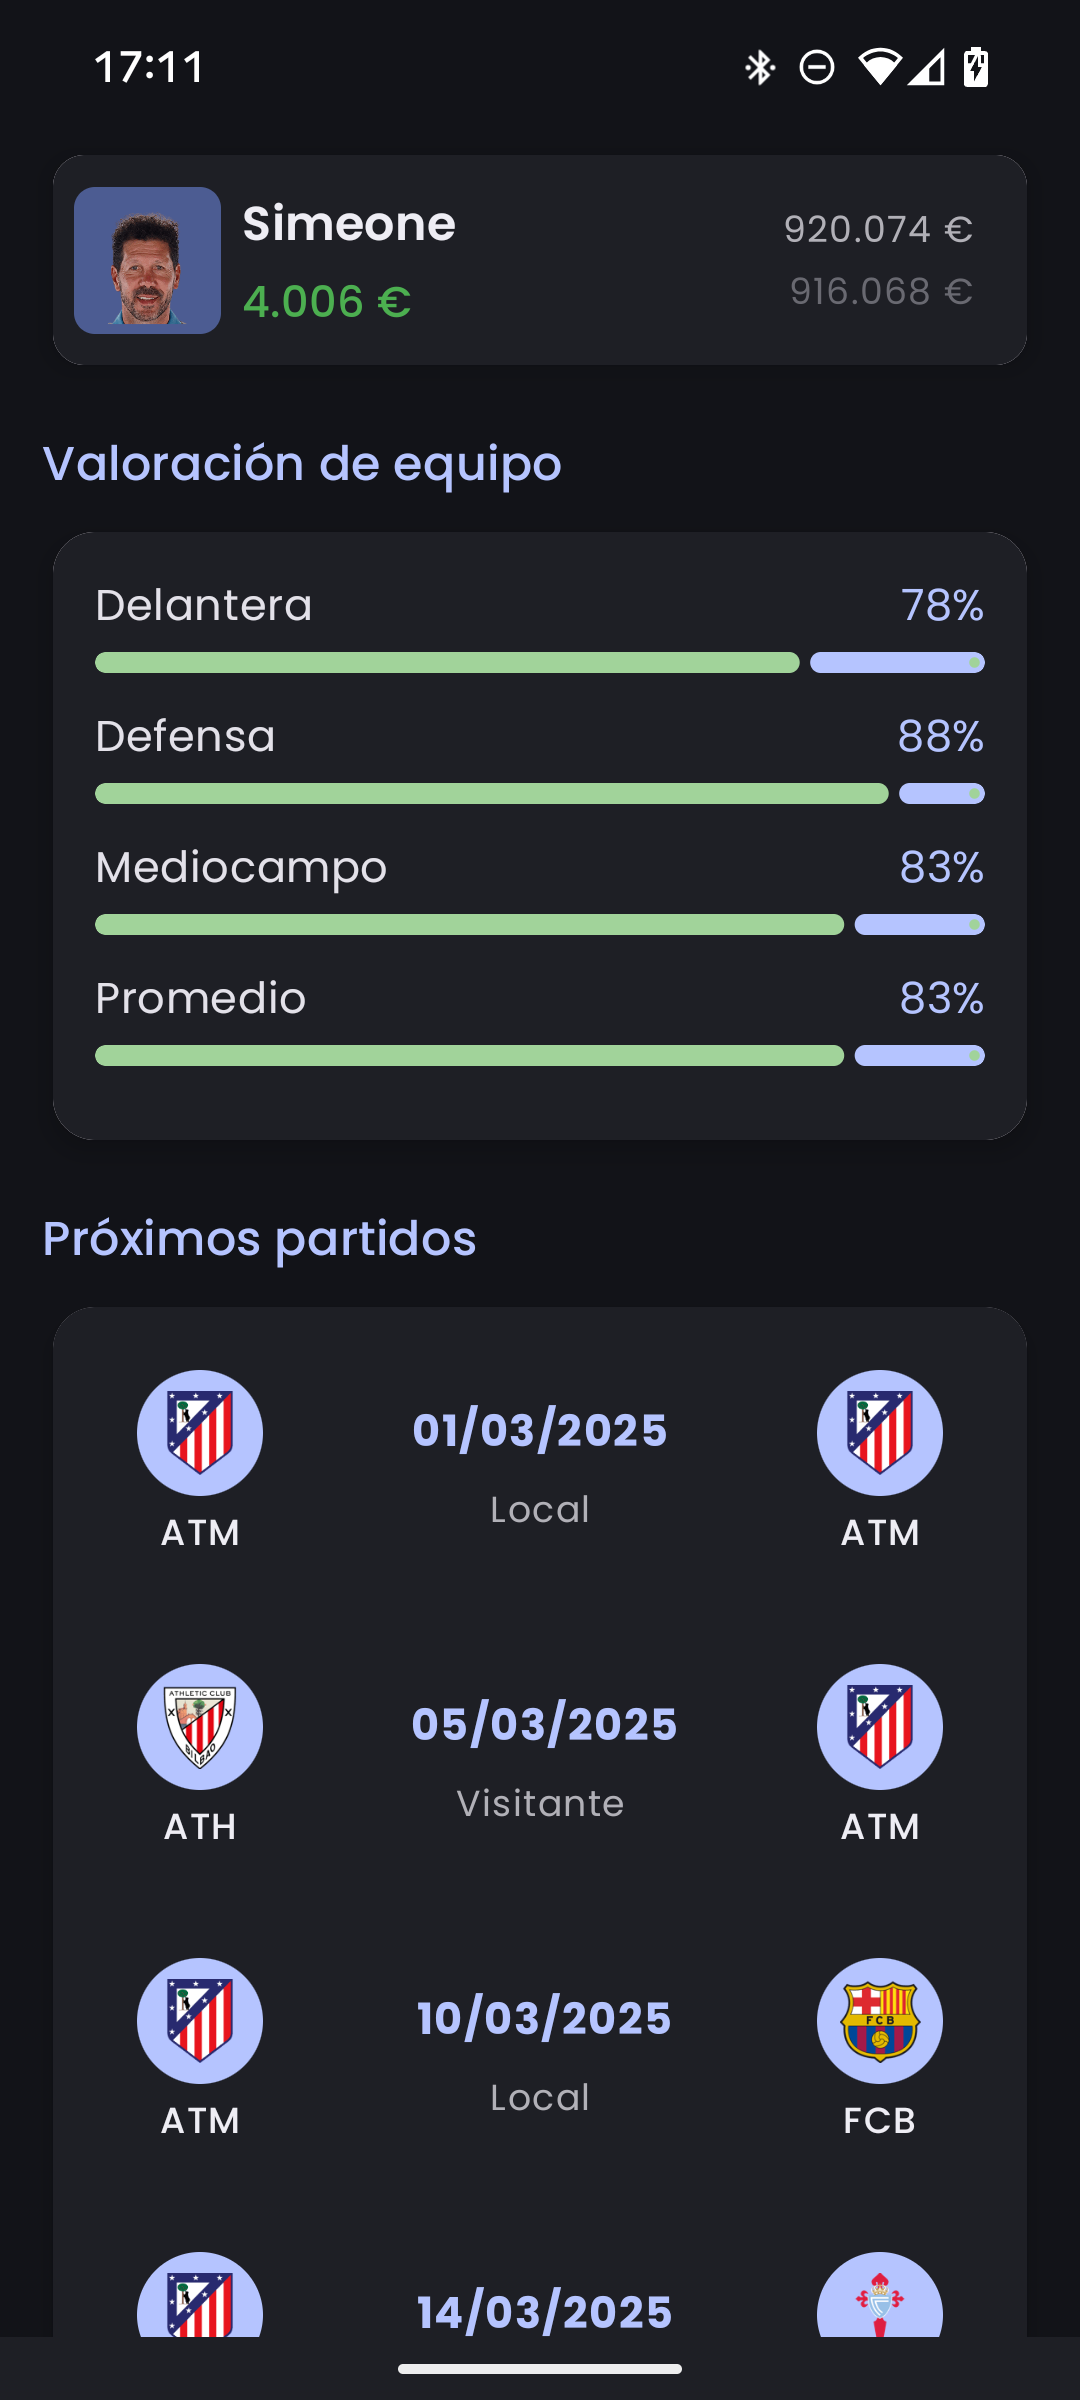 17:11
Simeone
920.074 €
4.006 €
916.068 €
Valoración de equipo
Delantera
78%
Defensa
88%
Mediocampo
83%
Promedio
83%
Próximos partidos
01/03/2025
Local
ATM
ATM
ATHLETIC CLUB
BILBAO
05/03/2025
Visitante
ATH
ATM
FCB
10/03/2025
Local
ATM
FCB
14/03/2025